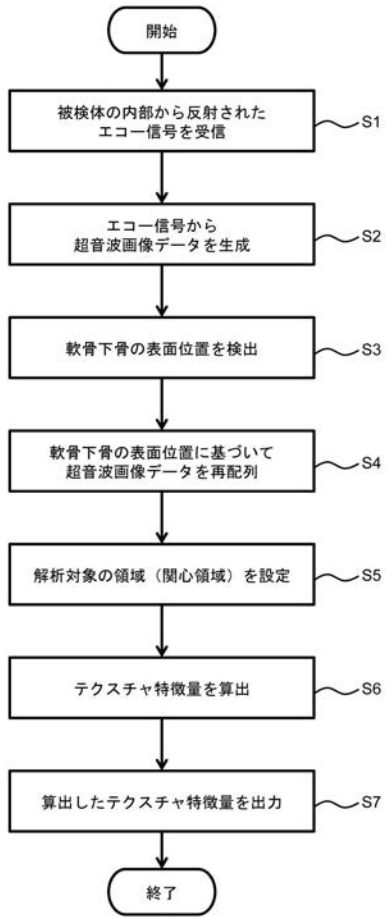 開始
被検体の内部から反射された
エコー信号を受信
S1
エコー信号から
超音波画像データを生成
S2
軟骨下骨の表面位置を検出
S3
軟骨下骨の表面位置に基づいて
超音波画像データを再配列
S4
解析対象の領域（関心領域）を設定
S5
テクスチャ特徴量を算出
S6
算出したテクスチャ特徴量を出力
S7
終了